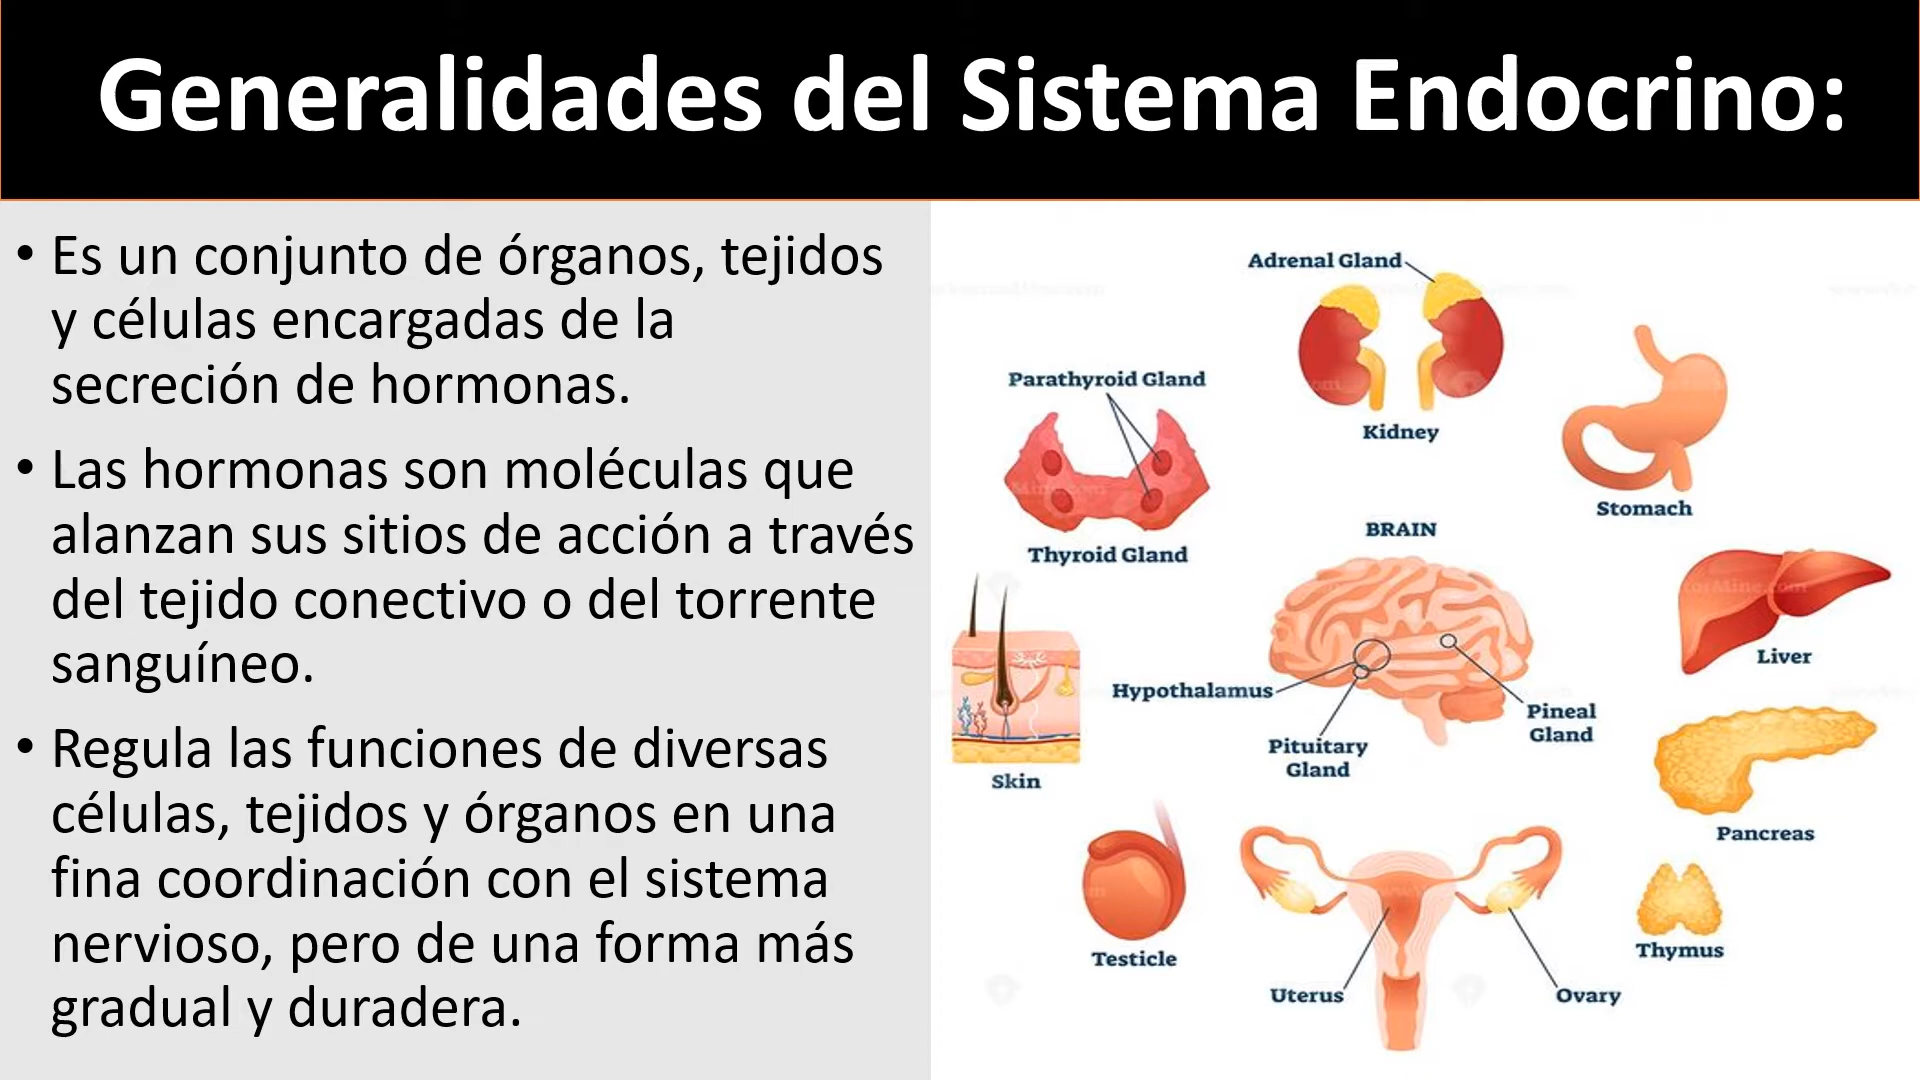 Generalidades del Sistema Endocrino:
• Es un conjunto de órganos, tejidos
y células encargadas de la
secreción de hormonas.
• Las hormonas son moléculas que
alanzan sus sitios de acción a través
del tejido conectivo o del torrente
sanguíneo.
• Regula las funciones de diversas
células, tejidos y órganos en una
fina coordinación con el sistema
nervioso, pero de una forma más
gradual y duradera.
Adrenal Gland
Parathyroid Gland
Kidney
Stomach
BRAIN
Thyroid Gland
Liver
Hypothalamus
Pineal
Gland
Pituitary
Gland
Skin
Pancreas
Testicle
Thymus
Uterus
Ovary